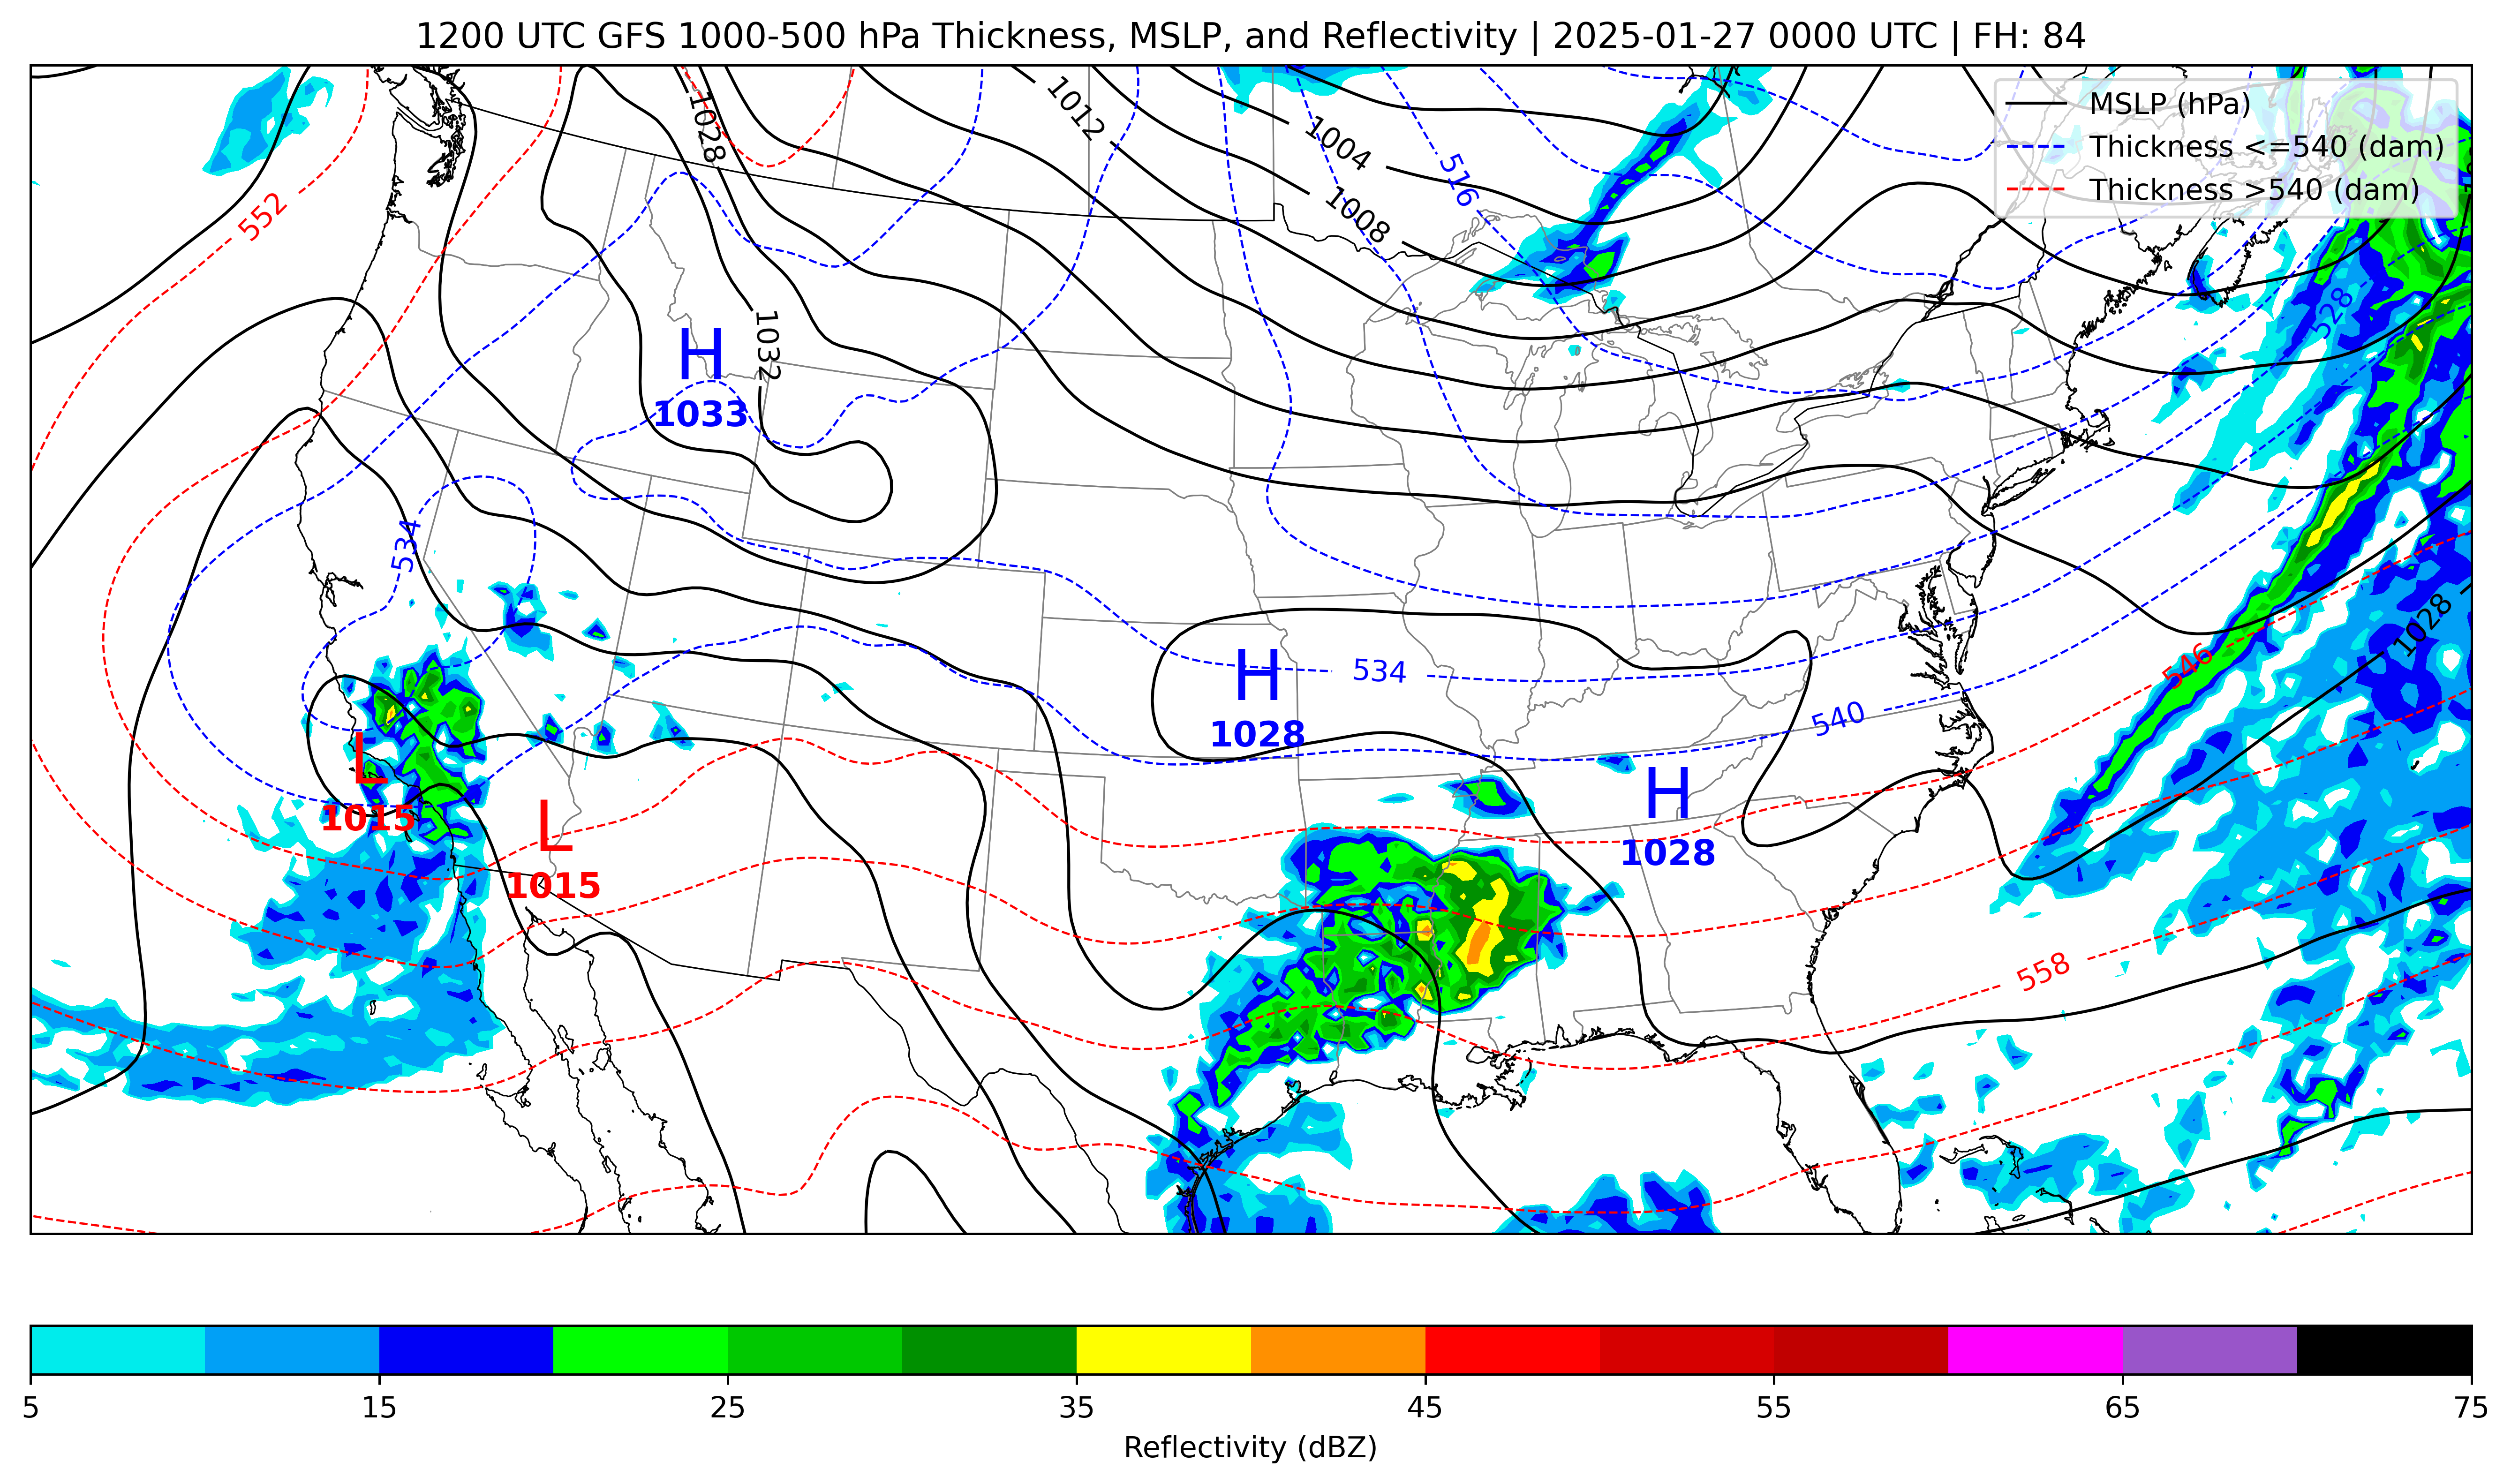 1200 UTC GFS 1000-500 hPa Thickness, MSLP, and Reflectivity | 2025-01-27 0000 UTC | FH: 84
MSLP (hPa)
Thickness <=540 (dam)
Thickness >540 (dam)
1028
1012
1004
1008
516
552
528
1032
H
1033
534
1028
546
H
1028
534
540
L
1015
H
1028
L
1015
558
5 15 25 35 45 55 65 75
Reflectivity (dBZ)